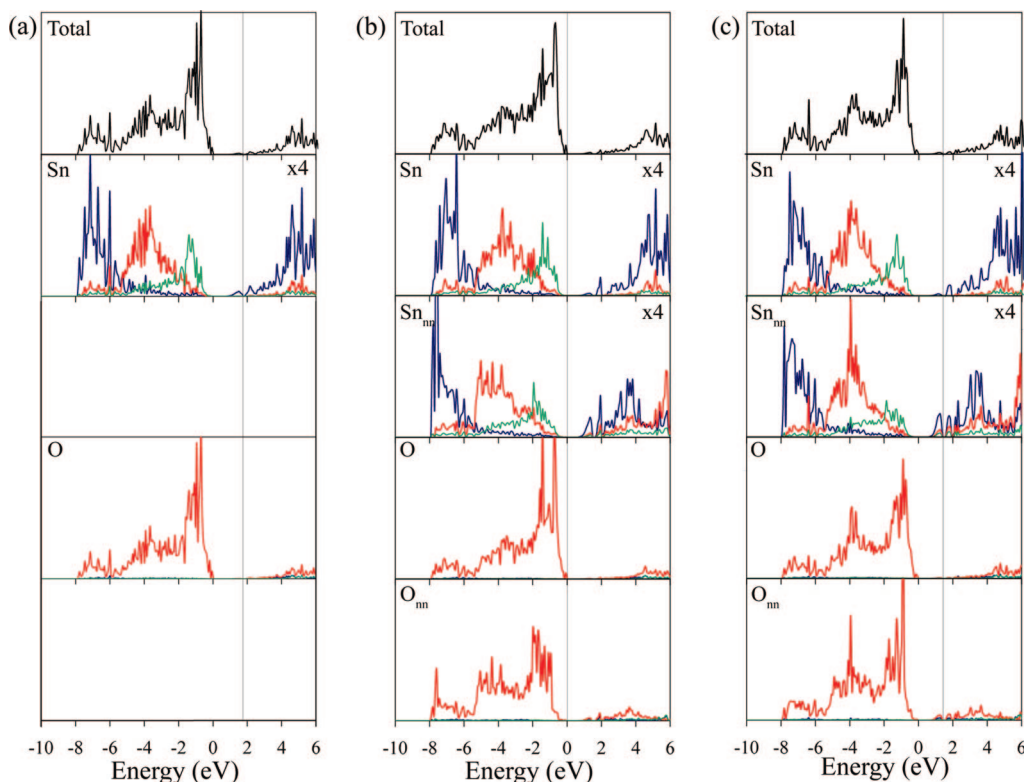 (a) Total
Sn x4
O
-10 -8 -6 -4 -2 0 2 4 6
Energy (eV)
(b) Total
Sn x4
Snnn x4
O
Onn
-10 -8 -6 -4 -2 0 2 4 6
Energy (eV)
(c) Total
Sn x4
Snnn x4
O
Onn
-10 -8 -6 -4 -2 0 2 4 6
Energy (eV)